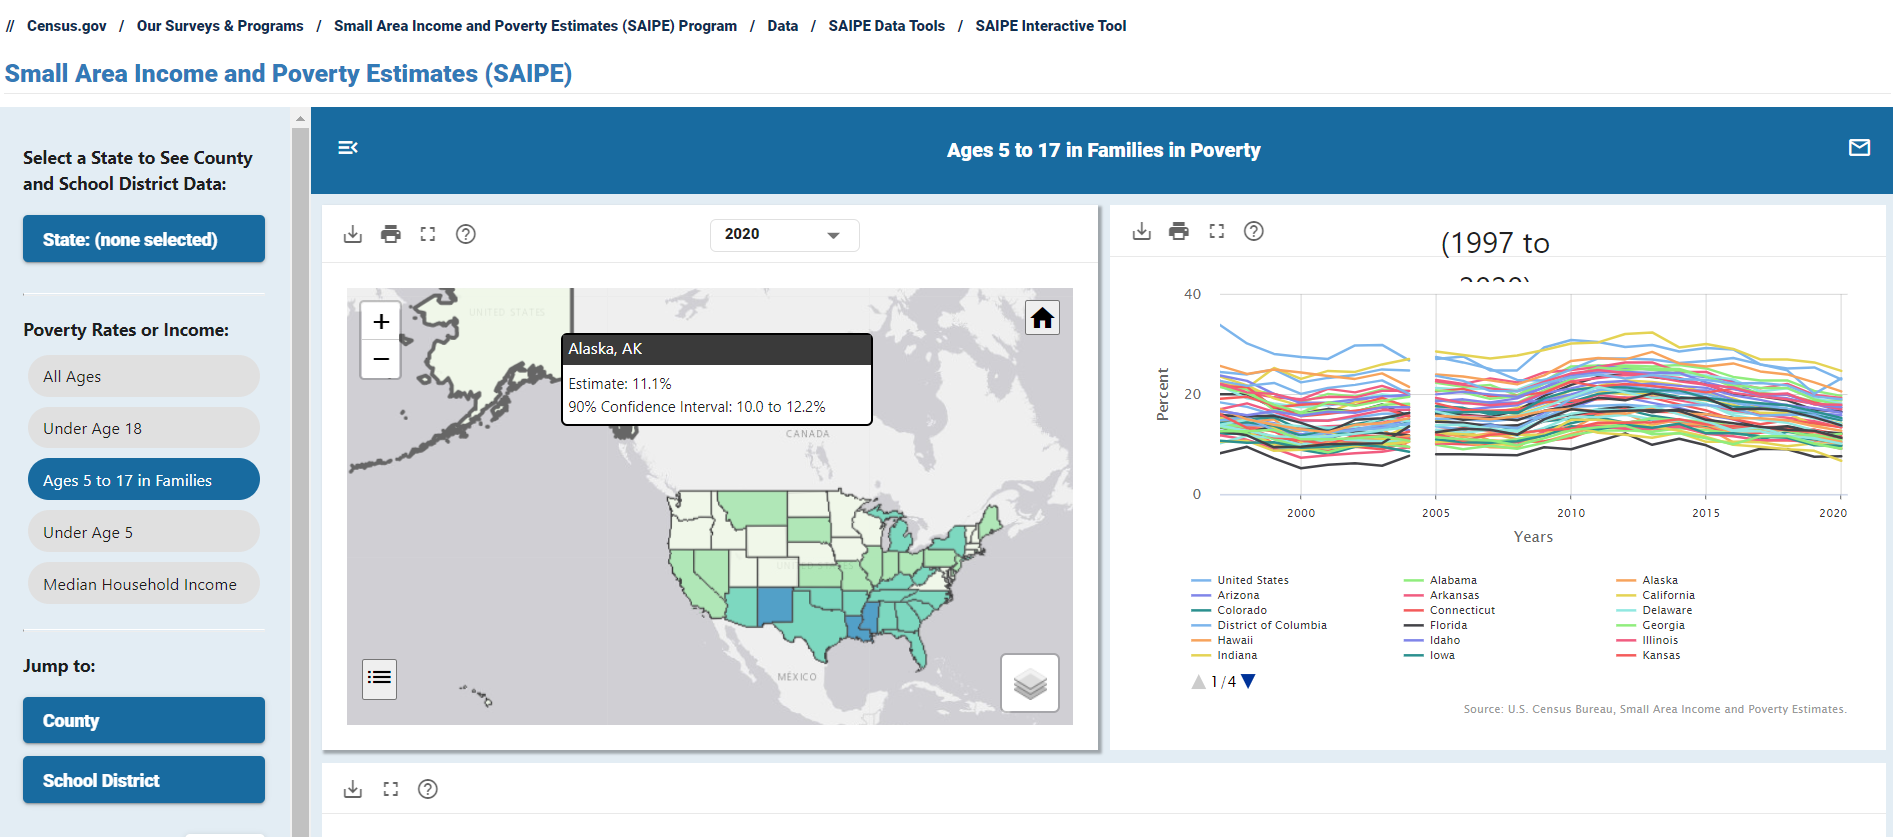 // Census.gov / Our Surveys & Programs / Small Area Income and Poverty Estimates (SAIPE) Program / Data / SAIPE Data Tools / SAIPE Interactive Tool
Small Area Income and Poverty Estimates (SAIPE)
Select a State to See County
and School District Data:
State: (none selected)
Poverty Rates or Income:
All Ages
Under Age 18
Ages 5 to 17 in Families
Under Age 5
Median Household Income
Jump to:
County
School District
Ages 5 to 17 in Families in Poverty
2020
+
−
UNITED STATES
Alaska, AK
Estimate: 11.1%
90% Confidence Interval: 10.0 to 12.2%
CANADA
UNITED STATES
MÉXICO
(1997 to
2020)
40
20
0
Percent
2000 2005 2010 2015 2020
Years
United States Alabama Alaska
Arizona Arkansas California
Colorado Connecticut Delaware
District of Columbia Florida Georgia
Hawaii Idaho Illinois
Indiana Iowa Kansas
1/4
Source: U.S. Census Bureau, Small Area Income and Poverty Estimates.